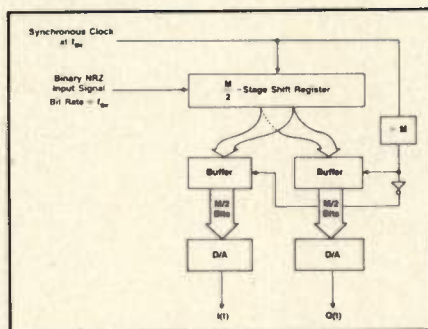 Synchronous Clock
at f
Binary NRZ
Input Signal
Bit Rate = f
M
2
-Stage Shift Register
÷ M
Buffer
Buffer
M/2
Bits
M/2
Bits
D/A
D/A
I(t)
Q(t)